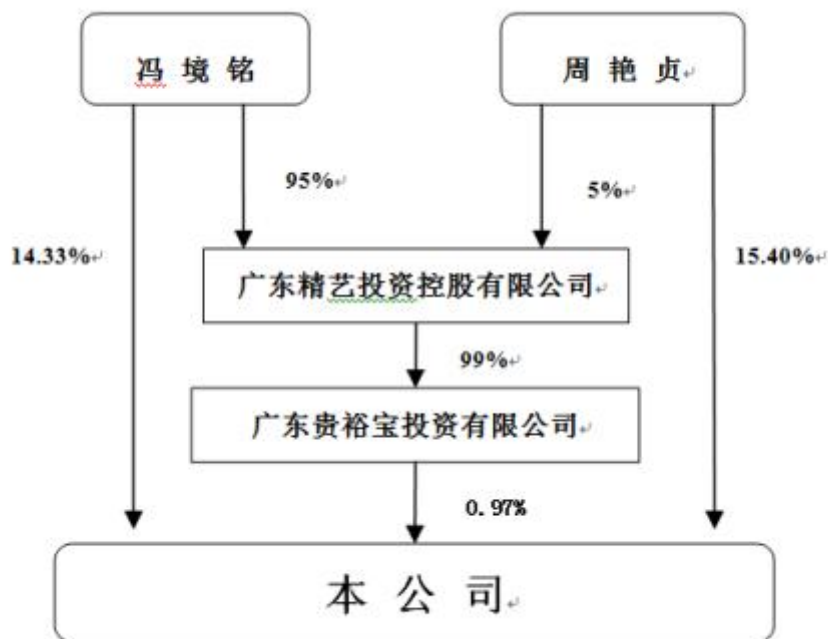 冯 境 铭
周 艳 贞
95%
5%
14.33%
15.40%
广东精艺投资控股有限公司
99%
广东贵裕宝投资有限公司
0.97%
本 公 司